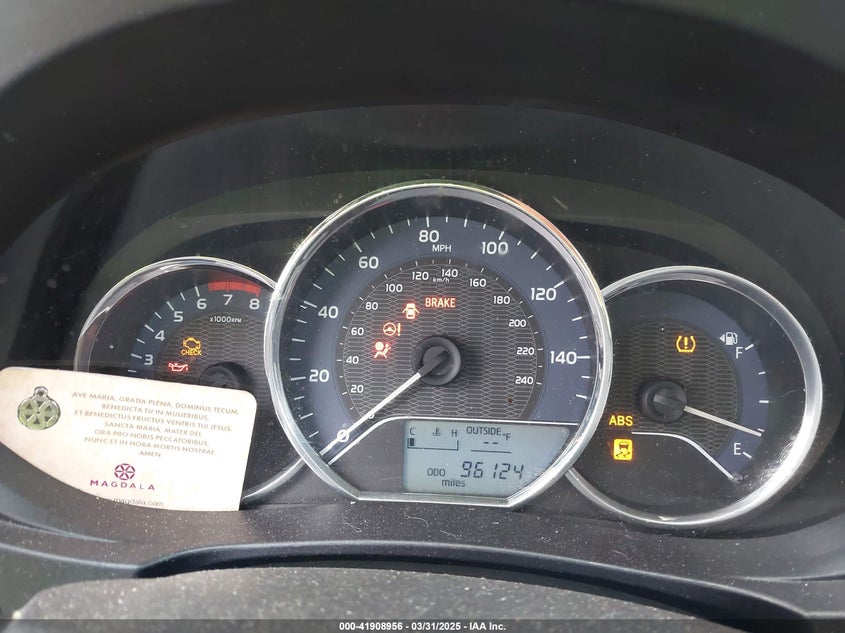 80
MPH
60
100
40
120
20
140
0
120
140
km/h
100
160
80
180
60
200
40
220
20
240
BRAKE
8
7
6
5
4
3
x1000RPM
CHECK
F
E
ABS
C H
OUTSIDE
--°F
ODO 96124
miles
AVE MARIA, GRATIA PLENA, DOMINUS TECUM,
BENEDICTA TU IN MULIERIBUS,
ET BENEDICTUS FRUCTUS VENTRIS TUI JESUS.
SANCTA MARIA, MATER DEI,
ORA PRO NOBIS PECCATORIBUS,
NUNC ET IN HORA MORTIS NOSTRAE.
AMEN.
MAGDALA
magdala.com
000-41908956 - 03/31/2025 - IAA Inc.